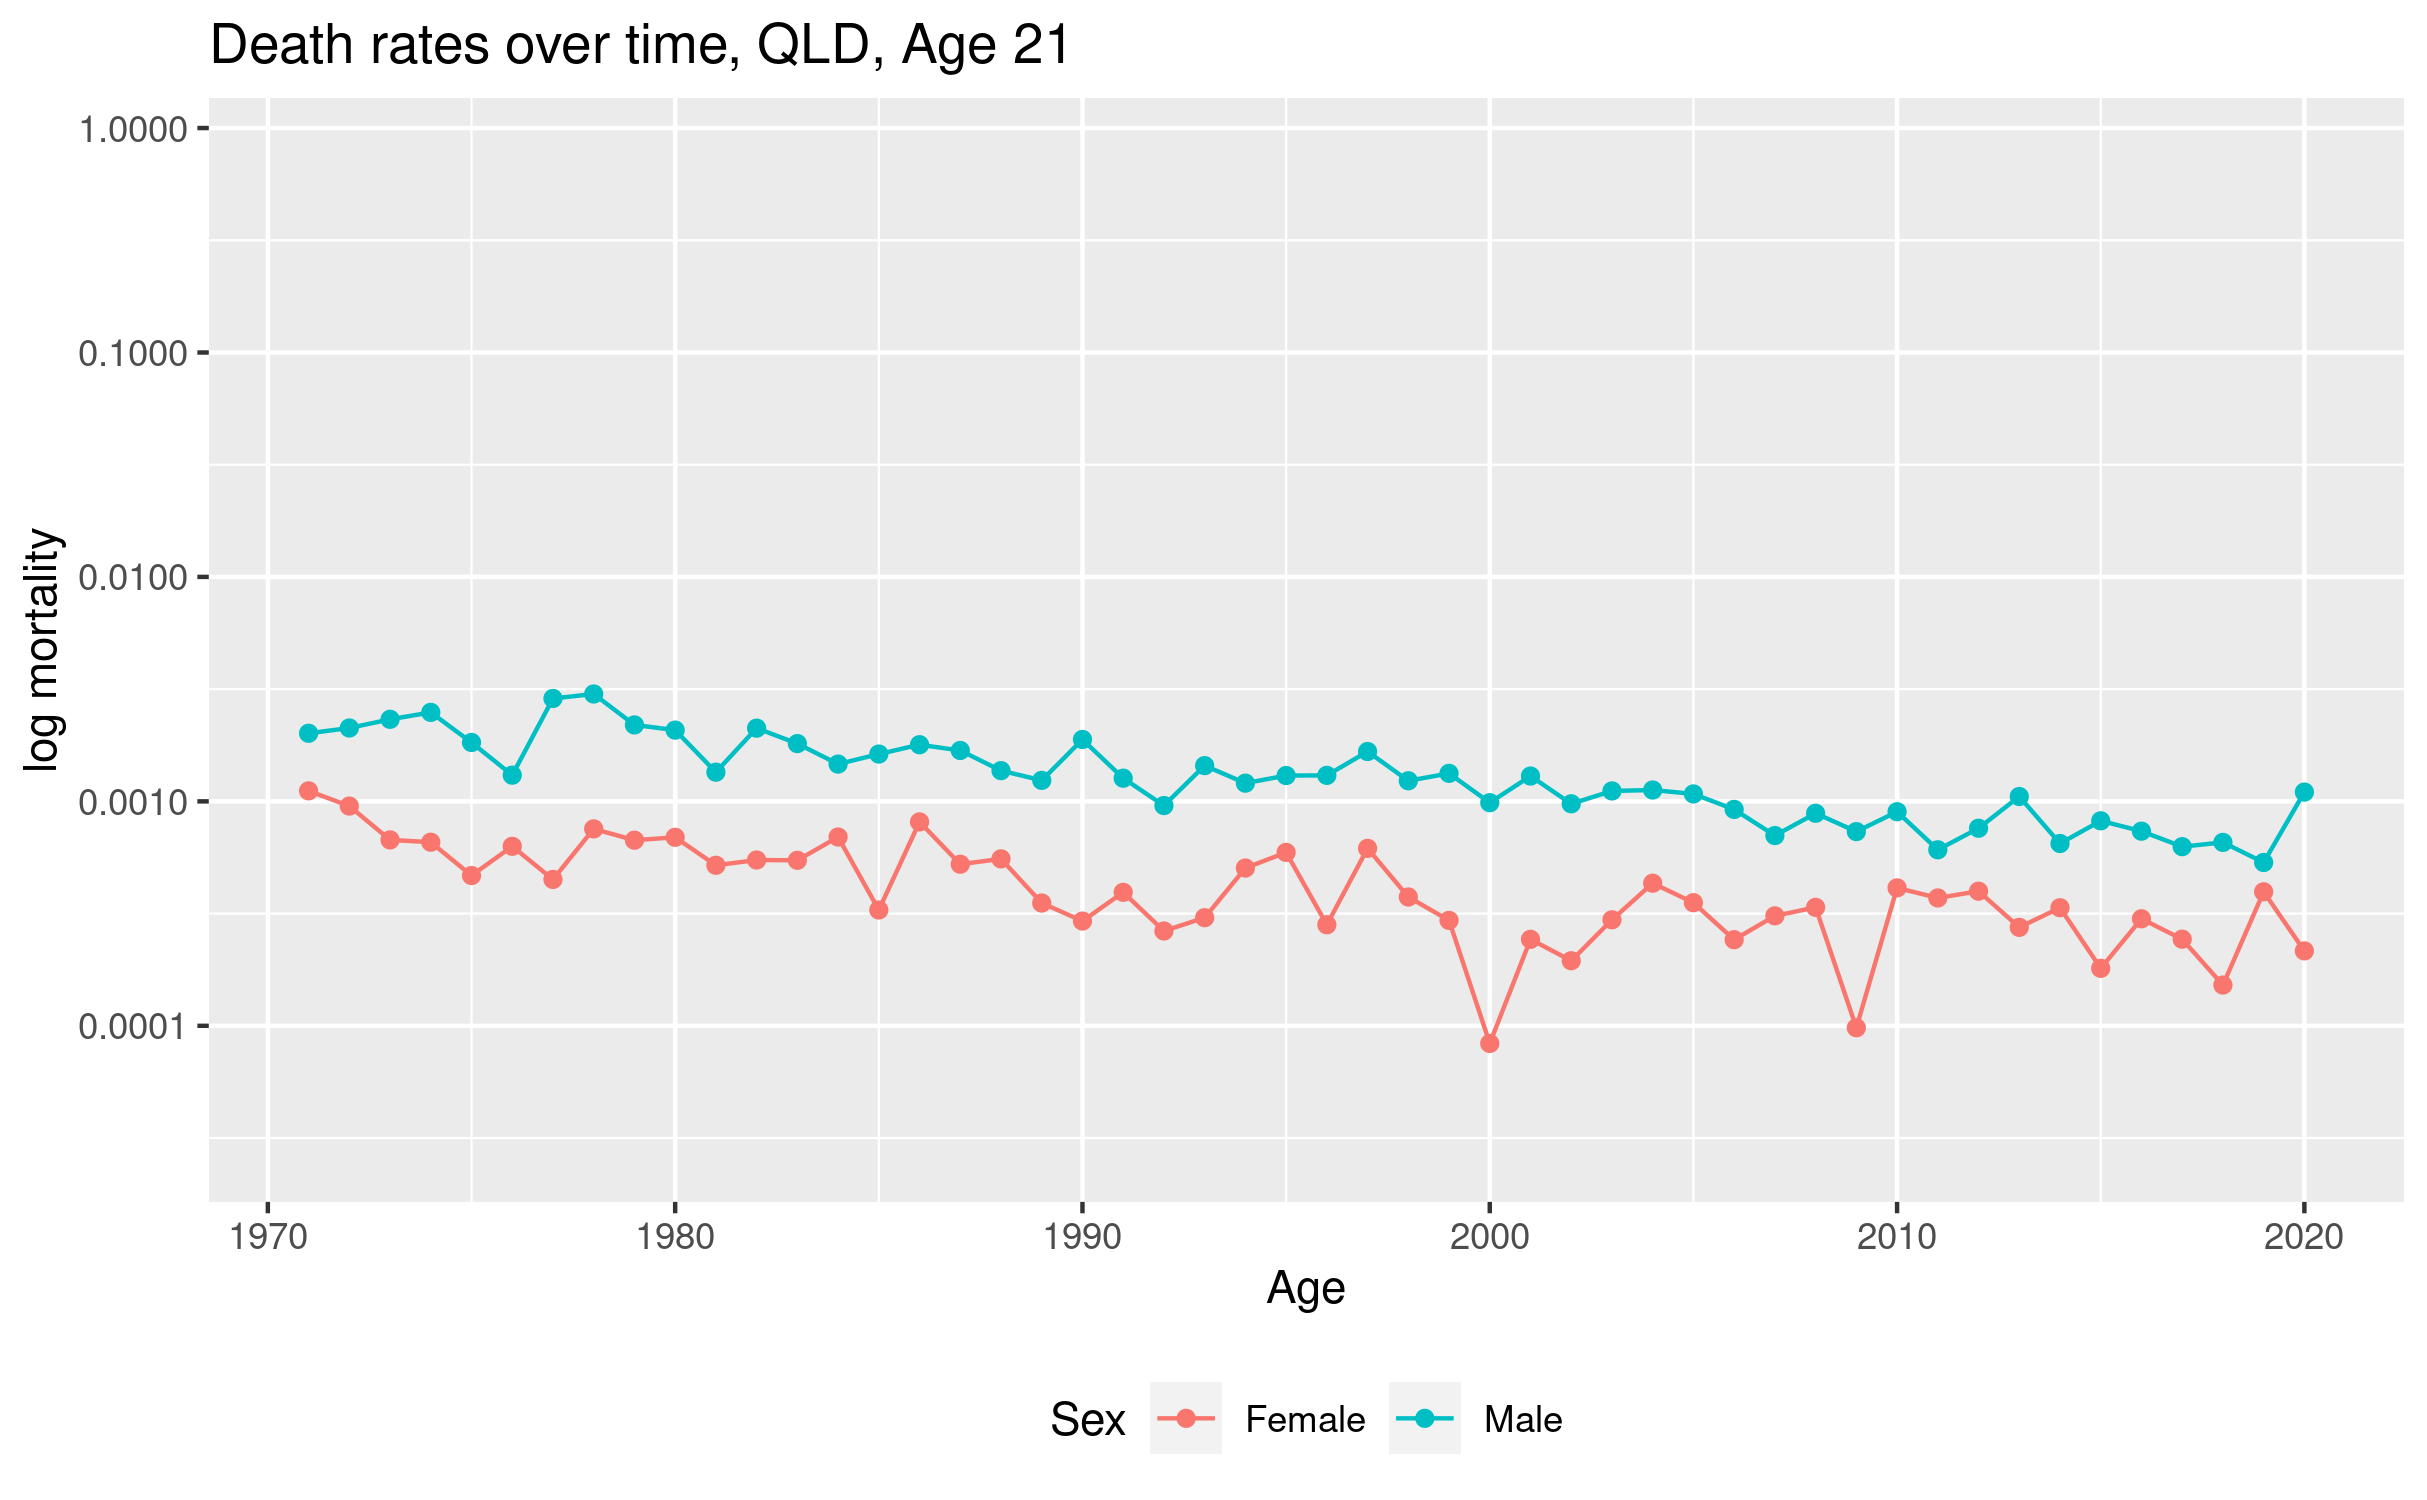 Death rates over time, QLD, Age 21
log mortality
1.0000
0.1000
0.0100
0.0010
0.0001
1970 1980 1990 2000 2010 2020
Age
Sex Female Male